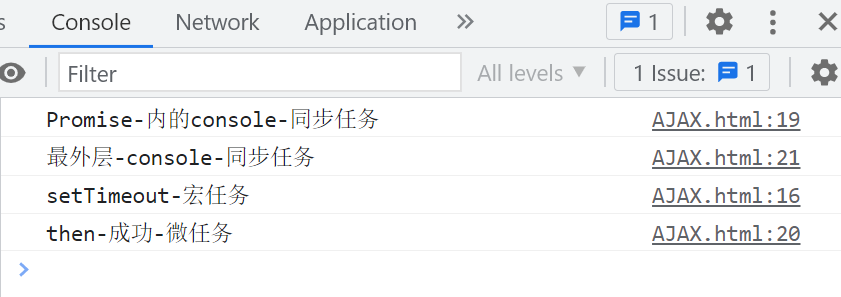 s Console Network Application » 1
Filter All levels ▼ 1 Issue: 1
Promise-内的console-同步任务 AJAX.html:19
最外层-console-同步任务 AJAX.html:21
setTimeout-宏任务 AJAX.html:16
then-成功-微任务 AJAX.html:20
>